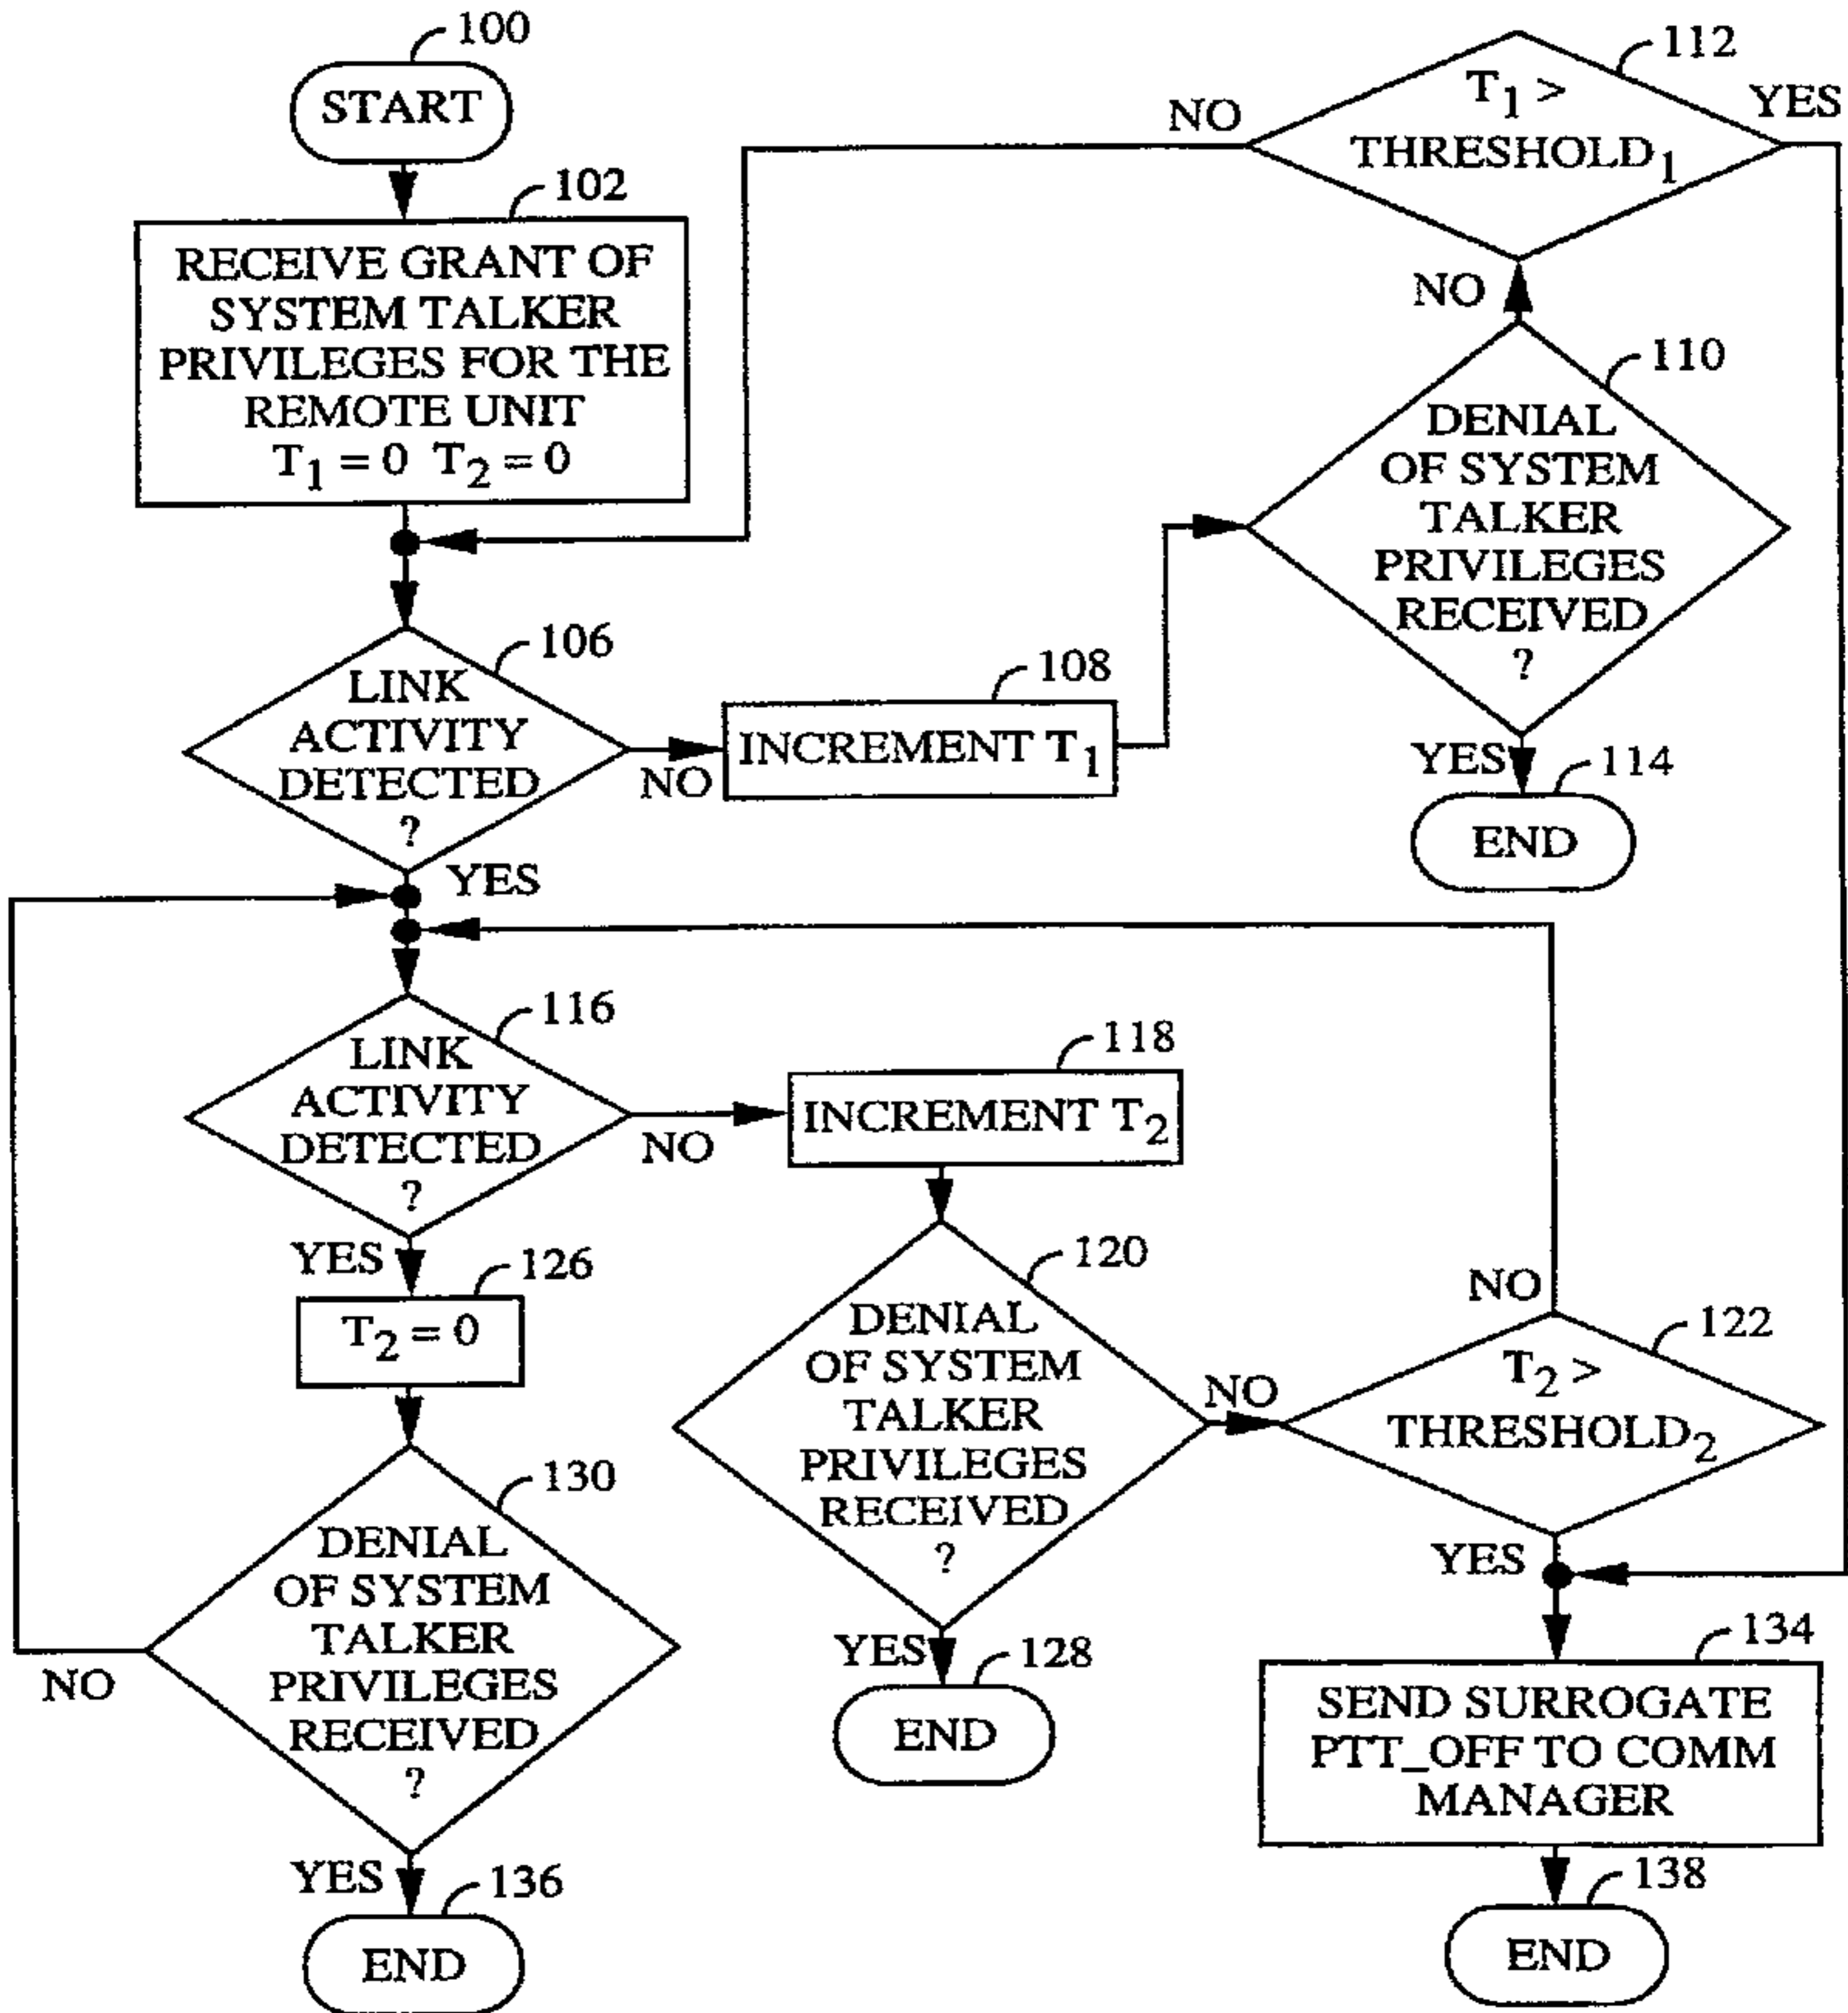 100
START
102
RECEIVE GRANT OF
SYSTEM TALKER
PRIVILEGES FOR THE
REMOTE UNIT
T1 = 0 T2 = 0
112
T1 >
THRESHOLD1
NO
YES
NO
110
DENIAL
OF SYSTEM
TALKER
PRIVILEGES
RECEIVED
?
YES
114
END
106
LINK
ACTIVITY
DETECTED
?
NO
108
INCREMENT T1
YES
116
LINK
ACTIVITY
DETECTED
?
NO
118
INCREMENT T2
YES
126
T2 = 0
120
DENIAL
OF SYSTEM
TALKER
PRIVILEGES
RECEIVED
?
NO
NO
122
T2 >
THRESHOLD2
YES
130
DENIAL
OF SYSTEM
TALKER
PRIVILEGES
RECEIVED
?
NO
YES
128
END
134
SEND SURROGATE
PTT_OFF TO COMM
MANAGER
YES
136
END
138
END